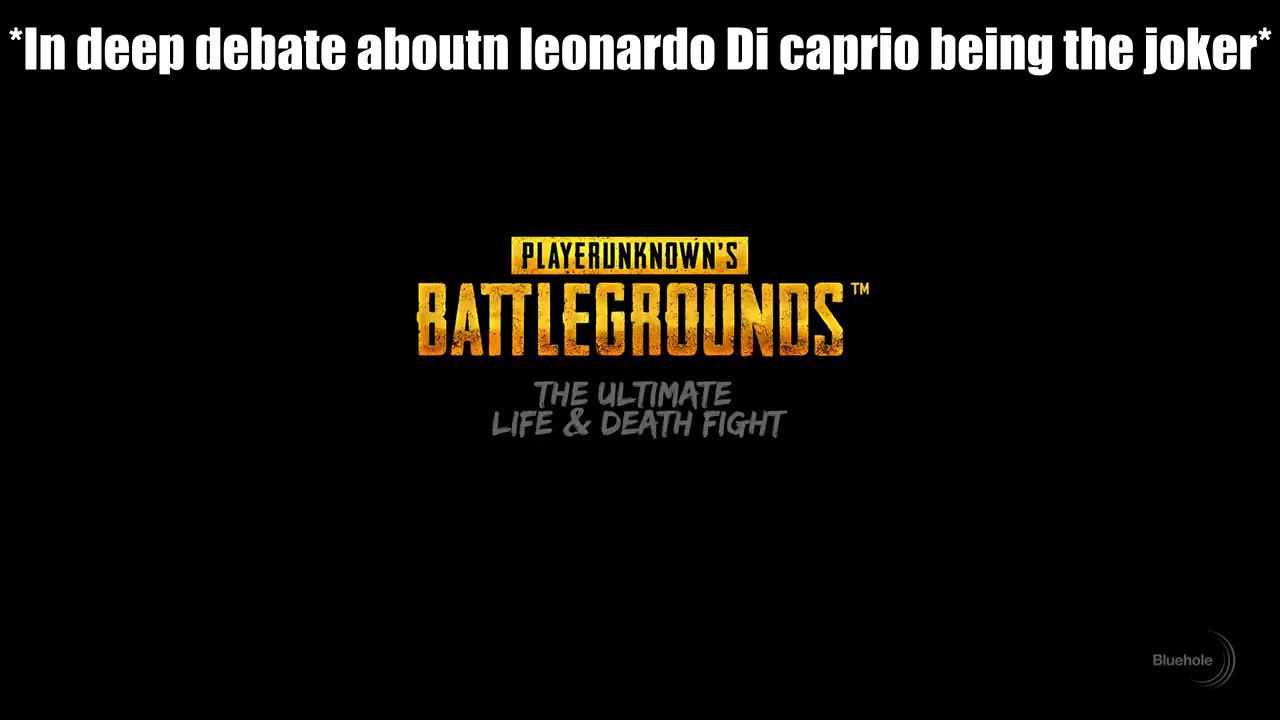 *In deep debate aboutn leonardo Di caprio being the joker*
PLAYERUNKNOWN'S
BATTLEGROUNDS™
THE ULTIMATE
LIFE & DEATH FIGHT
Bluehole